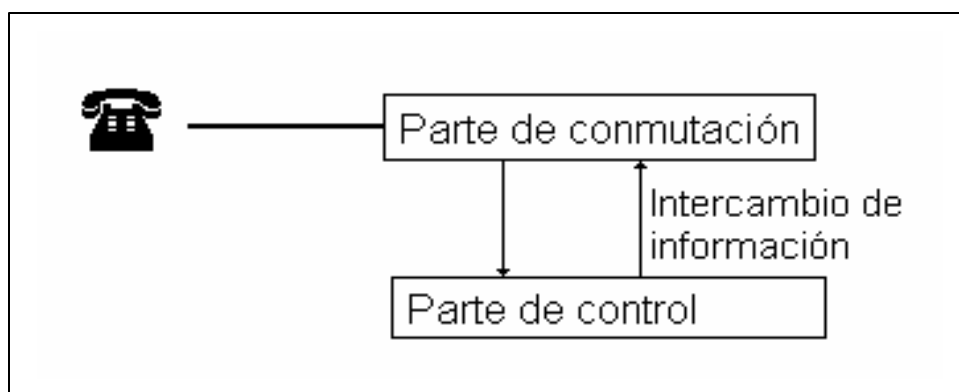 Parte de conmutación
Intercambio de
información
Parte de control